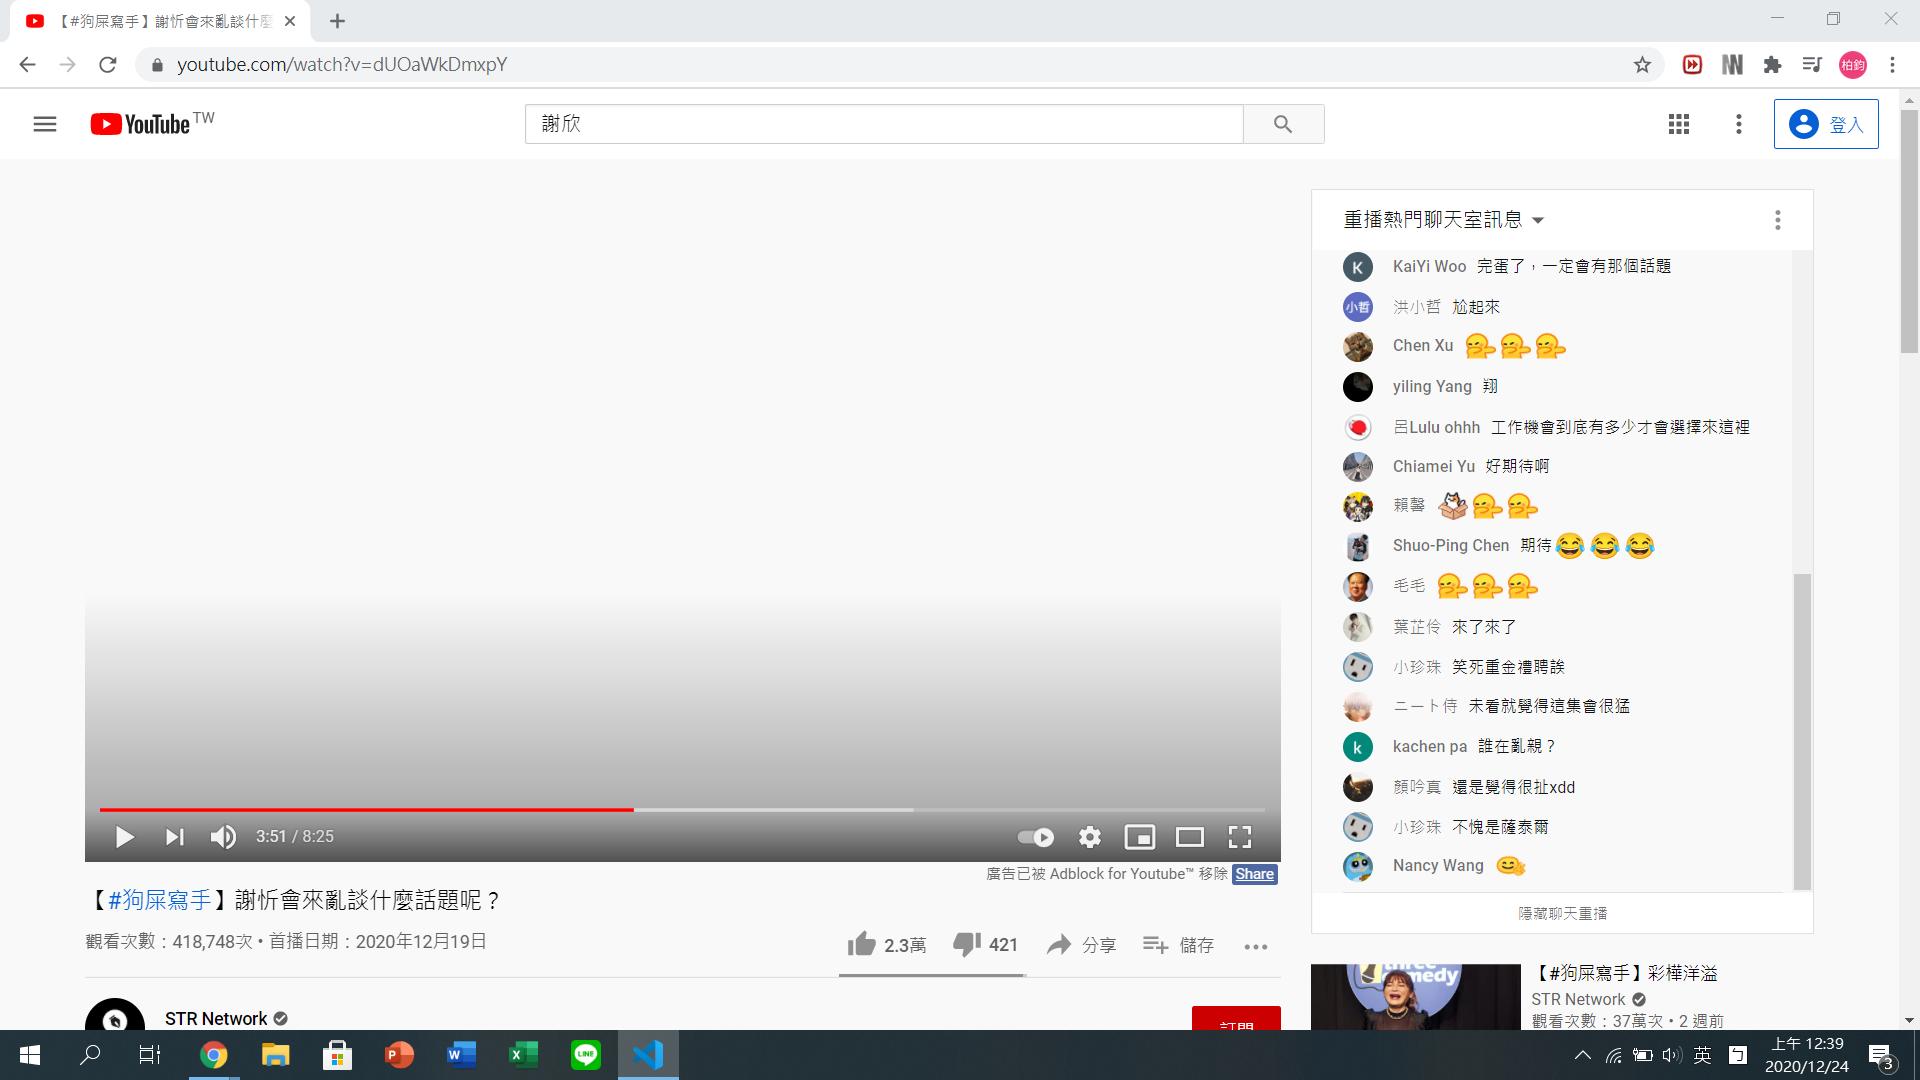 【#狗屎寫手】謝忻會來亂談什麼
youtube.com/watch?v=dUOaWkDmxpY
柏鈞
YouTube TW
謝欣
登入
重播熱門聊天室訊息
K KaiYi Woo 完蛋了，一定會有那個話題
小哲 洪小哲 尬起來
Chen Xu
yiling Yang 翔
呂Lulu ohhh 工作機會到底有多少才會選擇來這裡
Chiamei Yu 好期待啊
賴馨
Shuo-Ping Chen 期待😂😂😂
毛毛
葉芷伶 來了來了
小珍珠 笑死重金禮聘誒
ニート侍 未看就覺得這集會很猛
k kachen pa 誰在亂親？
顏吟真 還是覺得很扯xdd
小珍珠 不愧是薩泰爾
Nancy Wang
隱藏聊天重播
3:51 / 8:25
廣告已被 Adblock for Youtube™ 移除 Share
【#狗屎寫手】謝忻會來亂談什麼話題呢？
觀看次數：418,748次 • 首播日期：2020年12月19日
2.3萬 421 分享 儲存
STR Network
訂閱
three comedy
【#狗屎寫手】彩樺洋溢
STR Network
觀看次數：37萬次 • 2 週前
P W X LINE
英
上午 12:39
2020/12/24
3